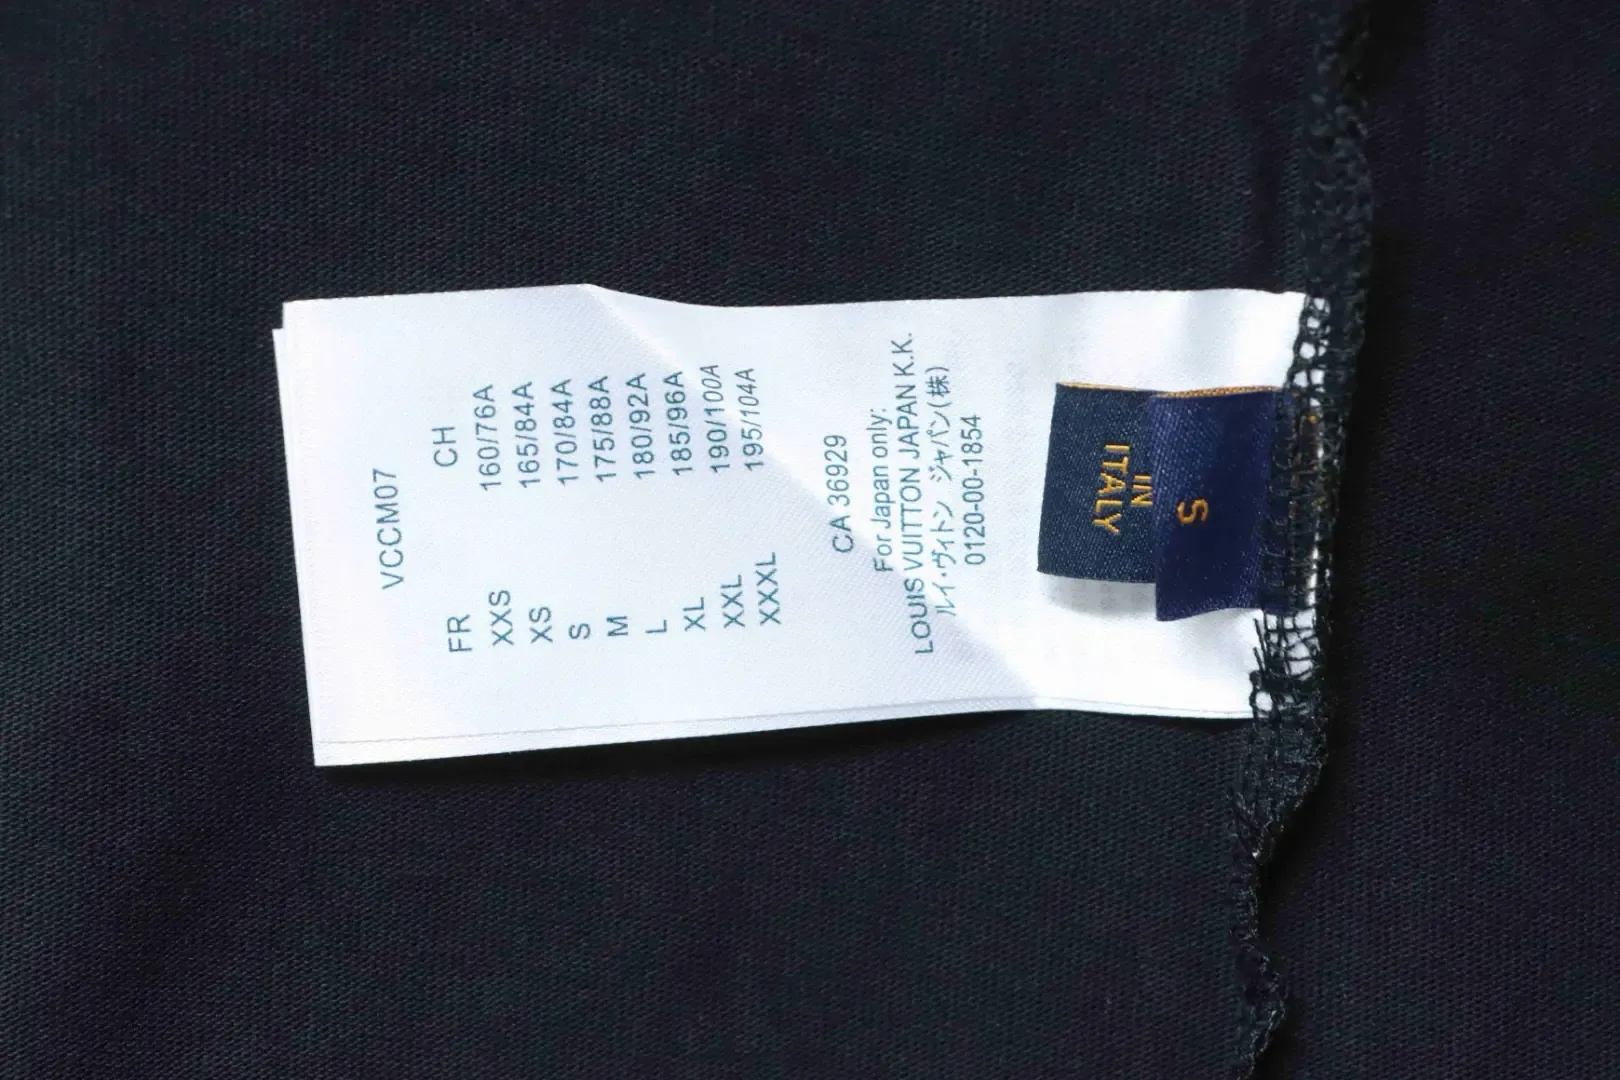 VCCM07
FR CH
XXS 160/76A
XS 165/84A
S 170/84A
M 175/88A
L 180/92A
XL 185/96A
XXL 190/100A
XXXL 195/104A
CA 36929
For Japan only:
LOUIS VUITTON JAPAN K.K.
ルイ・ヴィトン ジャパン(株)
0120-00-1854
IN
ITALY
S